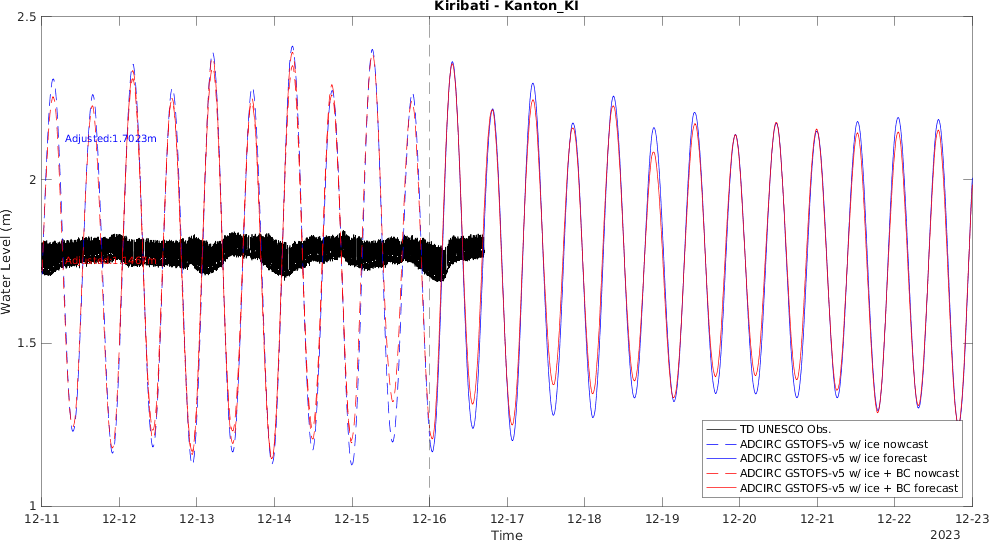 Kiribati - Kanton_KI
2.5
2
1.5
1
Water Level (m)
Adjusted:1.7023m
12-11 12-12 12-13 12-14 12-15 12-16 12-17 12-18 12-19 12-20 12-21 12-22 12-23
Time
2023
TD UNESCO Obs.
ADCIRC GSTOFS-v5 w/ ice nowcast
ADCIRC GSTOFS-v5 w/ ice forecast
ADCIRC GSTOFS-v5 w/ ice + BC nowcast
ADCIRC GSTOFS-v5 w/ ice + BC forecast